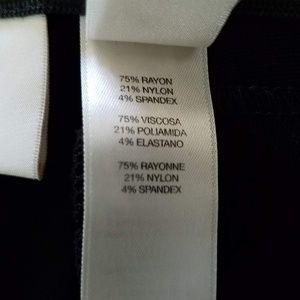 75% RAYON
21% NYLON
4% SPANDEX
75% VISCOSA
21% POLIAMIDA
4% ELASTANO
75% RAYONNE
21% NYLON
4% SPANDEX